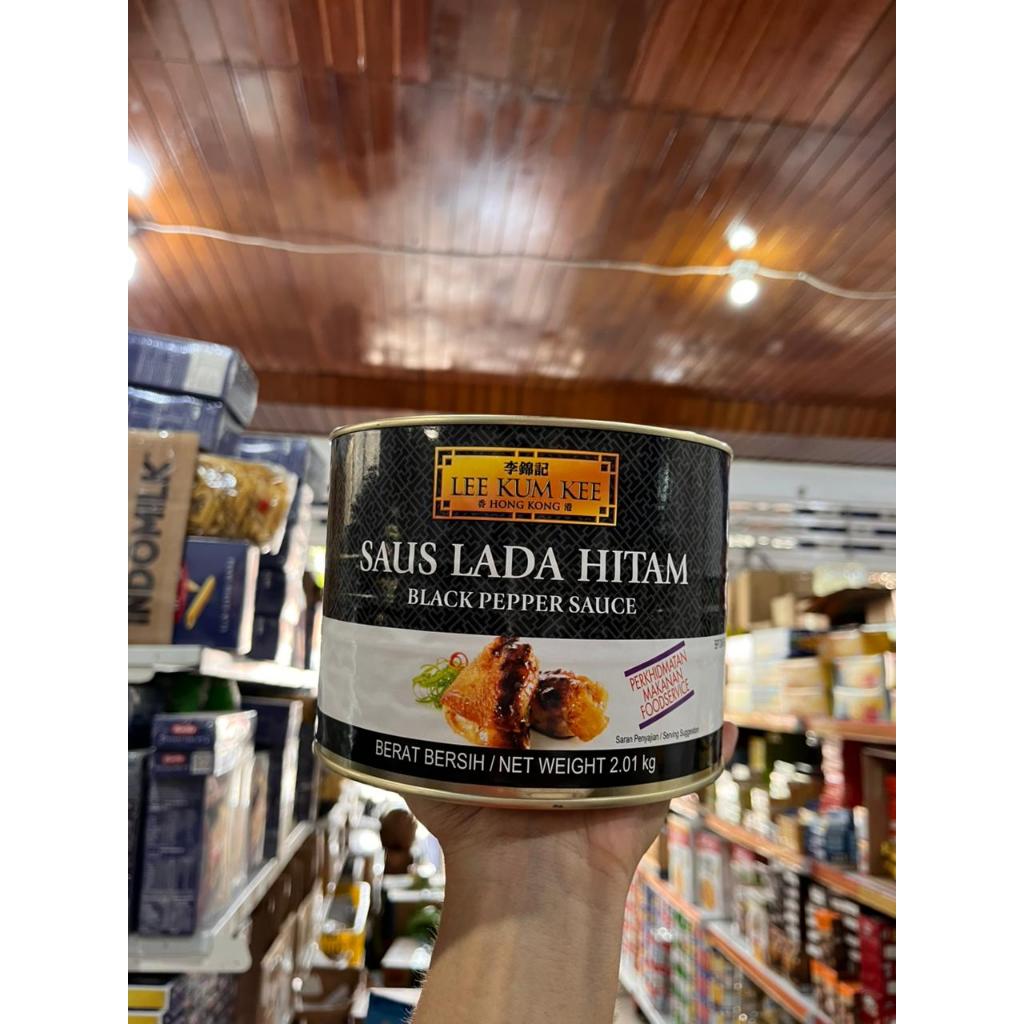 李錦記
LEE KUM KEE
香 HONG KONG 港
SAUS LADA HITAM
BLACK PEPPER SAUCE
PERKHIDMATAN
MAKANAN
FOODSERVICE
Saran Penyajian / Serving Suggestion
BERAT BERSIH / NET WEIGHT 2.01 kg
INDOMILK